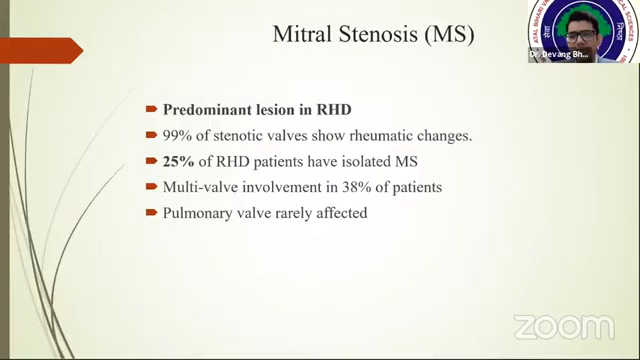 Mitral Stenosis (MS)
Dr. Devang Bh...
Predominant lesion in RHD
99% of stenotic valves show rheumatic changes.
25% of RHD patients have isolated MS
Multi-valve involvement in 38% of patients
Pulmonary valve rarely affected
zoom